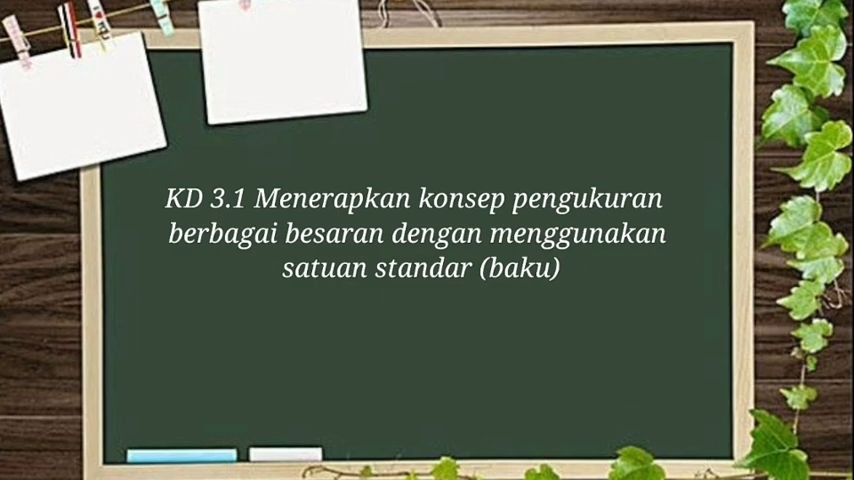 KD 3.1 Menerapkan konsep pengukuran
berbagai besaran dengan menggunakan
satuan standar (baku)